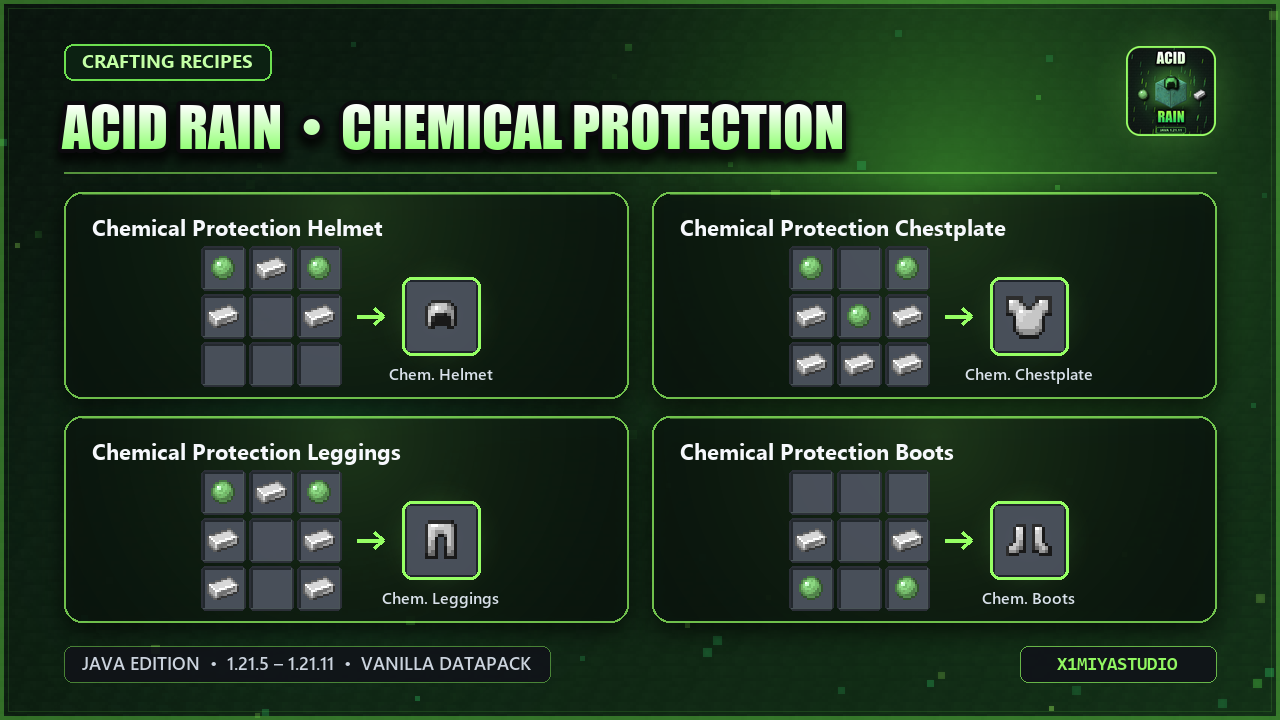 CRAFTING RECIPES
ACID RAIN • CHEMICAL PROTECTION
ACID
RAIN
Chemical Protection Helmet
Chem. Helmet
Chemical Protection Chestplate
Chem. Chestplate
Chemical Protection Leggings
Chem. Leggings
Chemical Protection Boots
Chem. Boots
JAVA EDITION • 1.21.5 – 1.21.11 • VANILLA DATAPACK
X1MIYASTUDIO